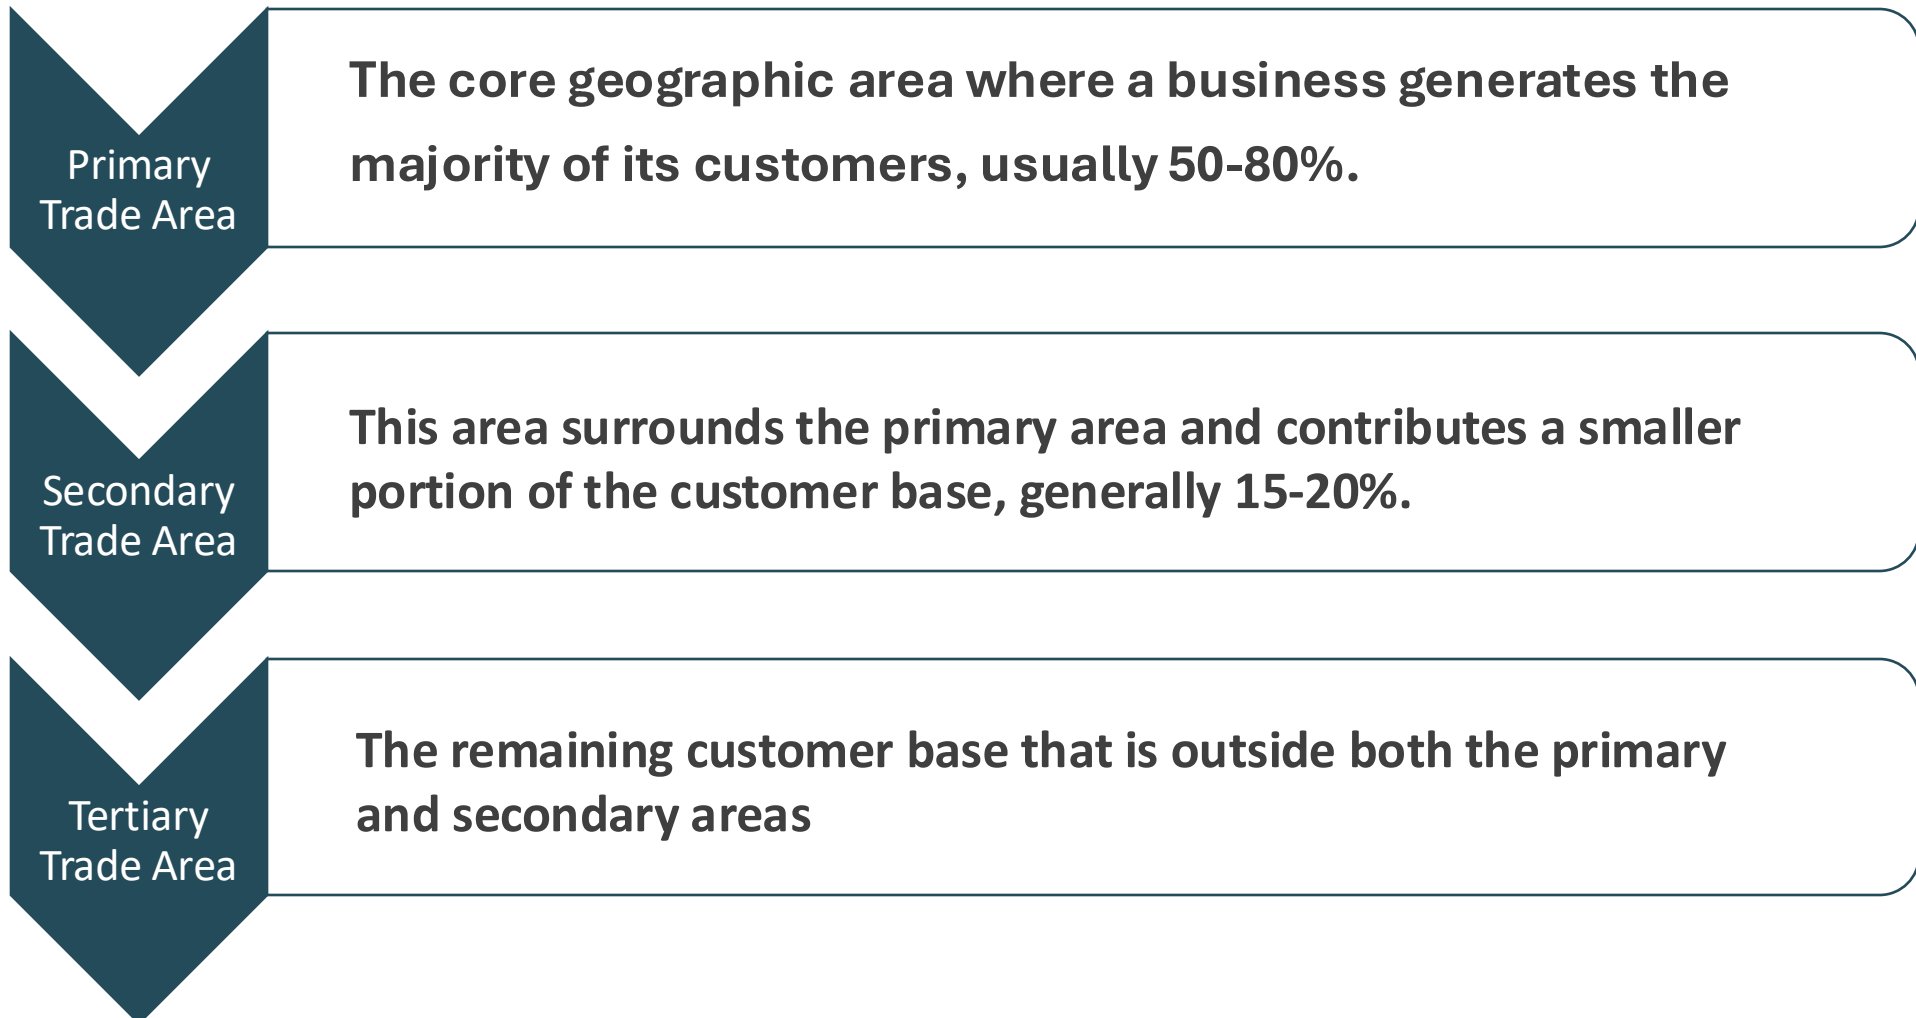 Primary
Trade Area
The core geographic area where a business generates the
majority of its customers, usually 50-80%.
Secondary
Trade Area
This area surrounds the primary area and contributes a smaller
portion of the customer base, generally 15-20%.
Tertiary
Trade Area
The remaining customer base that is outside both the primary
and secondary areas